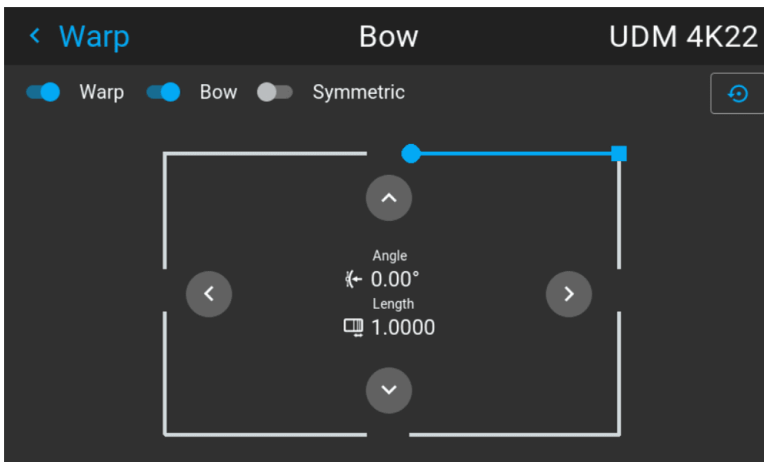 Warp Bow UDM 4K22
Warp Bow Symmetric
Angle
0.00°
Length
1.0000